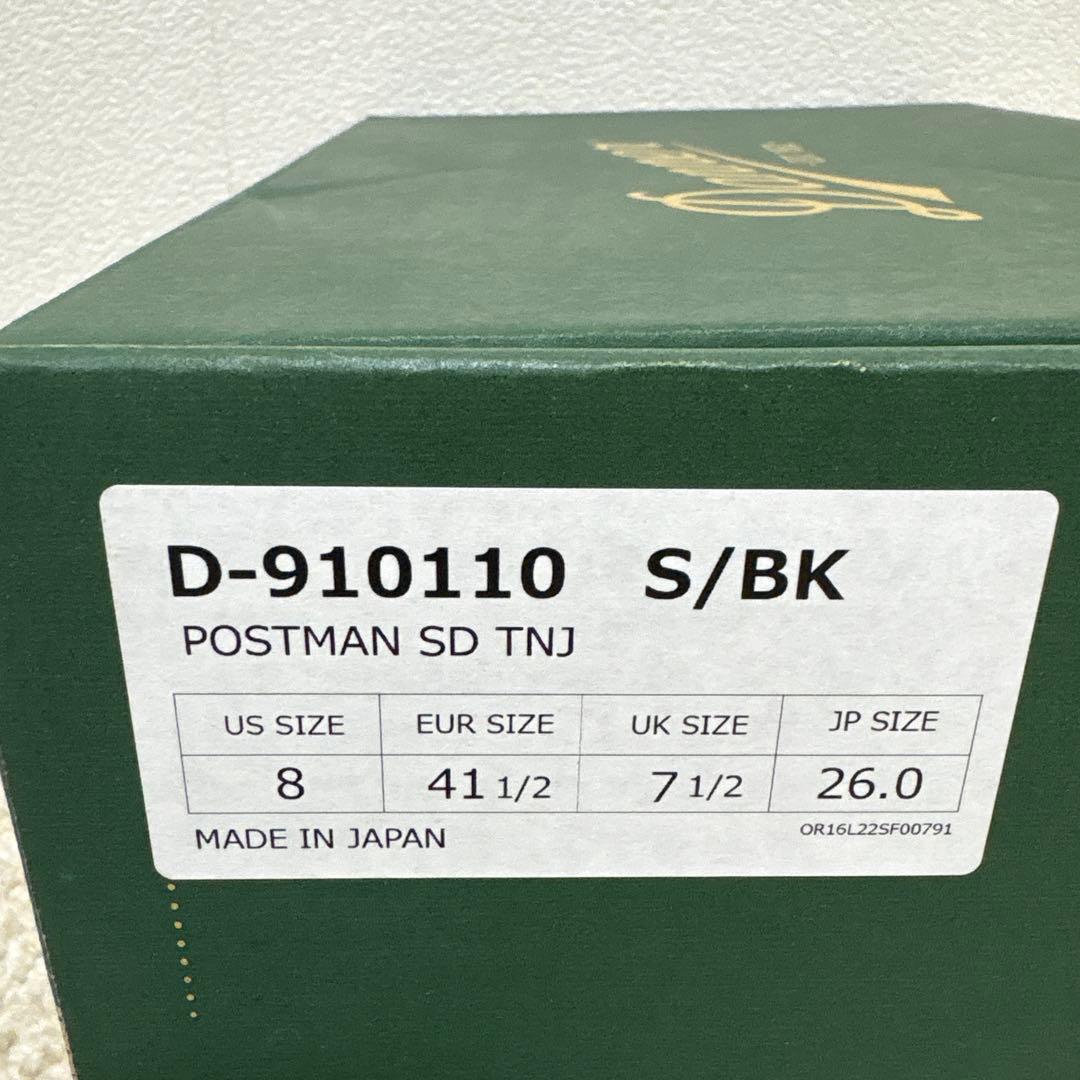 D-910110 S/BK
POSTMAN SD TNJ
US SIZE EUR SIZE UK SIZE JP SIZE
8 41 1/2 7 1/2 26.0
MADE IN JAPAN OR16L22SF00791